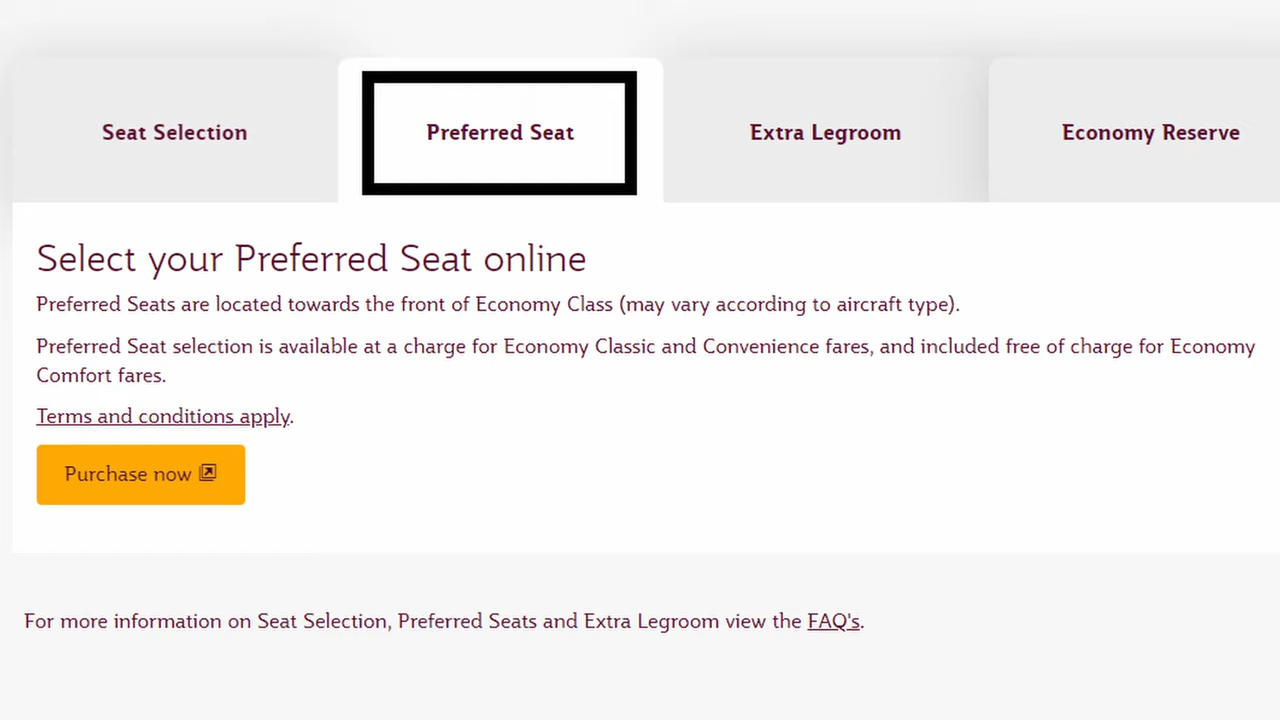 Seat Selection
Preferred Seat
Extra Legroom
Economy Reserve
Select your Preferred Seat online
Preferred Seats are located towards the front of Economy Class (may vary according to aircraft type).
Preferred Seat selection is available at a charge for Economy Classic and Convenience fares, and included free of charge for Economy
Comfort fares.
Terms and conditions apply.
Purchase now
For more information on Seat Selection, Preferred Seats and Extra Legroom view the FAQ's.